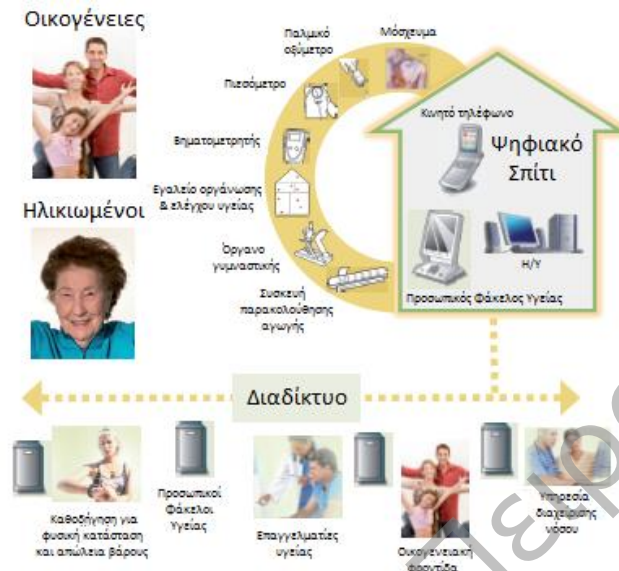 Οικογένειες
Παλμικό
οξύμετρο
Μόσχευμα
Πιεσόμετρο
Βηματομετρητής
Εγαλείο οργάνωσης
& ελέγχου υγείας
Όργανο
γυμναστικής
Συσκευή
παρακολούθησης
αγωγής
Κινητό τηλέφωνο
Ψηφιακό
Σπίτι
Η/Υ
Προσωπικός Φάκελος Υγείας
Ηλικιωμένοι
Διαδίκτυο
Καθοδήγηση για
φυσική κατάσταση
και απώλεια βάρους
Προσωπικοί
Φάκελοι
Υγείας
Επαγγελματίες
υγείας
Οικογενειακή
φροντίδα
Υπηρεσία
διαχείρισης
νόσου